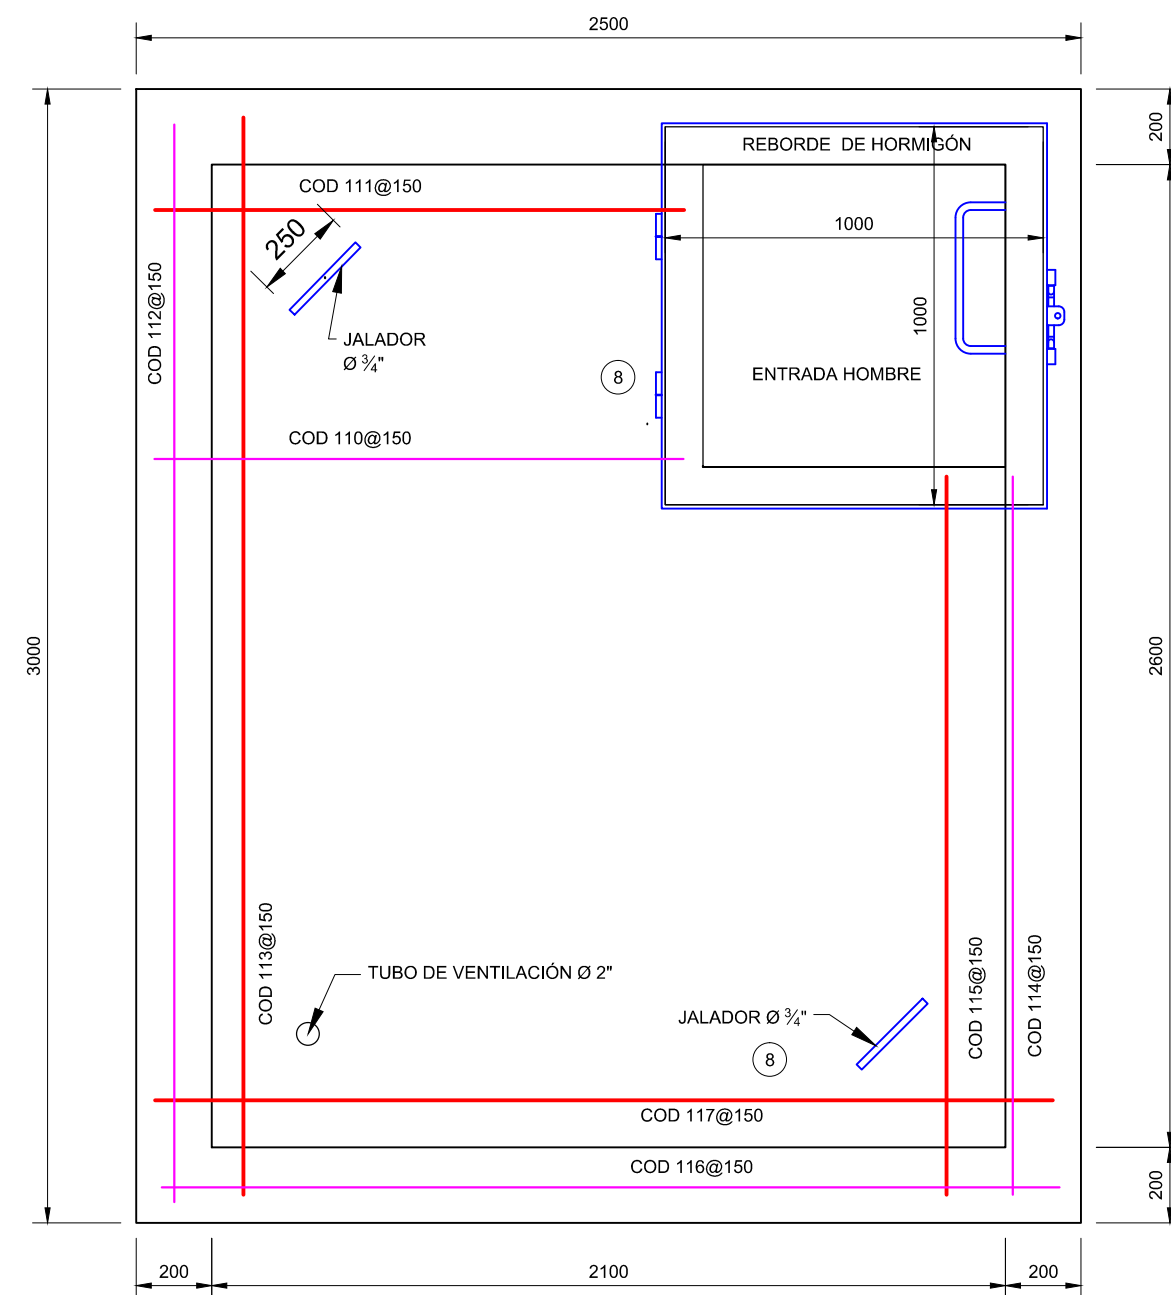 2500
200
REBORDE DE HORMIGÓN
COD 111@150
250
1000
COD 112@150
1000
JALADOR
Ø ¾"
8
ENTRADA HOMBRE
COD 110@150
3000
2600
COD 113@150
TUBO DE VENTILACIÓN Ø 2"
COD 115@150
COD 114@150
JALADOR Ø ¾"
8
COD 117@150
COD 116@150
200
200
2100
200